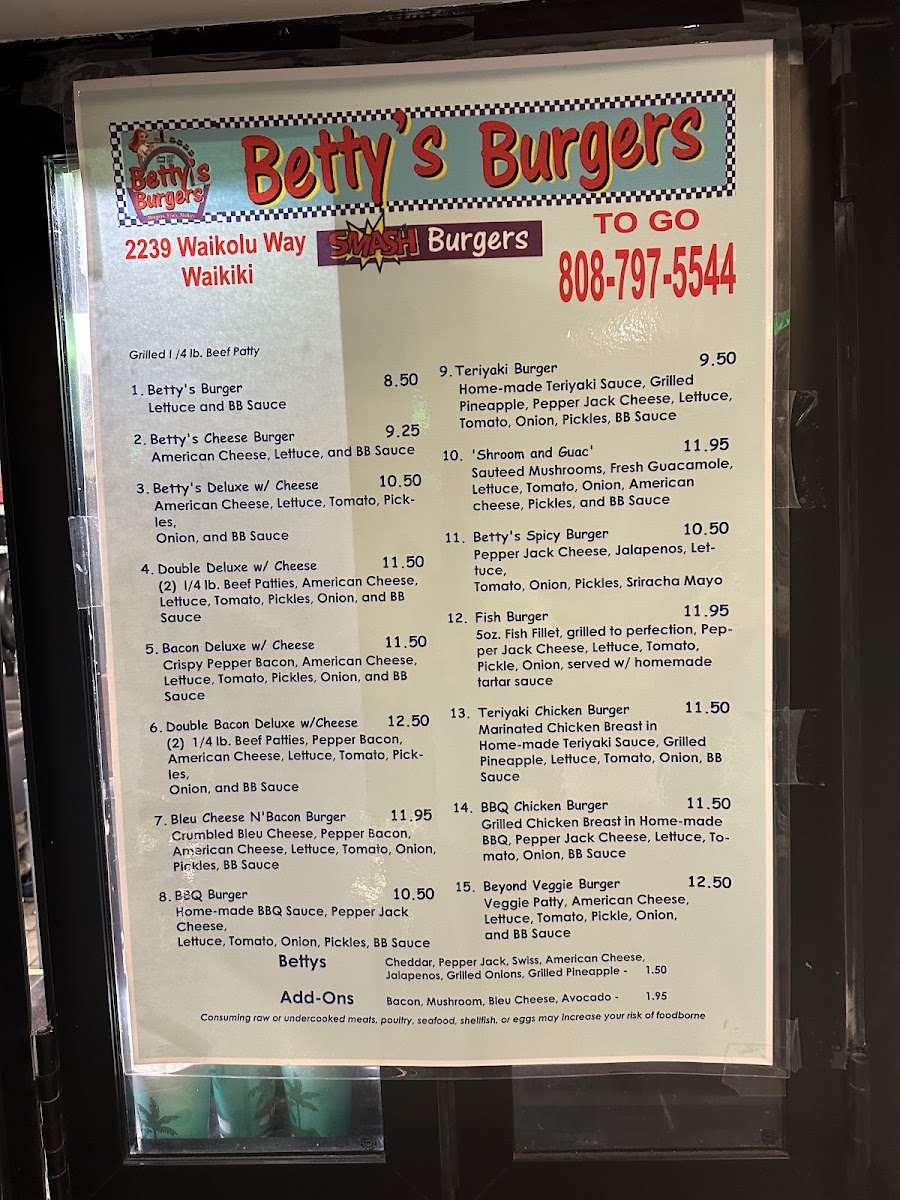 Betty's Burgers
Betty's
Burgers
Burgers, Fries, Shakes
2239 Waikolu Way
Waikiki
SMASH Burgers
TO GO
808-797-5544
Grilled 1/4 lb. Beef Patty
1. Betty's Burger 8.50
Lettuce and BB Sauce
2. Betty's Cheese Burger 9.25
American Cheese, Lettuce, and BB Sauce
3. Betty's Deluxe w/ Cheese 10.50
American Cheese, Lettuce, Tomato, Pick-
les,
Onion, and BB Sauce
4. Double Deluxe w/ Cheese 11.50
(2) 1/4 lb. Beef Patties, American Cheese,
Lettuce, Tomato, Pickles, Onion, and BB
Sauce
5. Bacon Deluxe w/ Cheese 11.50
Crispy Pepper Bacon, American Cheese,
Lettuce, Tomato, Pickles, Onion, and BB
Sauce
6. Double Bacon Deluxe w/Cheese 12.50
(2) 1/4 lb. Beef Patties, Pepper Bacon,
American Cheese, Lettuce, Tomato, Pick-
les,
Onion, and BB Sauce
7. Bleu Cheese N'Bacon Burger 11.95
Crumbled Bleu Cheese, Pepper Bacon,
American Cheese, Lettuce, Tomato, Onion,
Pickles, BB Sauce
8. BBQ Burger 10.50
Home-made BBQ Sauce, Pepper Jack
Cheese,
Lettuce, Tomato, Onion, Pickles, BB Sauce
9. Teriyaki Burger 9.50
Home-made Teriyaki Sauce, Grilled
Pineapple, Pepper Jack Cheese, Lettuce,
Tomato, Onion, Pickles, BB Sauce
10. 'Shroom and Guac' 11.95
Sauteed Mushrooms, Fresh Guacamole,
Lettuce, Tomato, Onion, American
cheese, Pickles, and BB Sauce
11. Betty's Spicy Burger 10.50
Pepper Jack Cheese, Jalapenos, Let-
tuce,
Tomato, Onion, Pickles, Sriracha Mayo
12. Fish Burger 11.95
5oz. Fish Fillet, grilled to perfection, Pep-
per Jack Cheese, Lettuce, Tomato,
Pickle, Onion, served w/ homemade
tartar sauce
13. Teriyaki Chicken Burger 11.50
Marinated Chicken Breast in
Home-made Teriyaki Sauce, Grilled
Pineapple, Lettuce, Tomato, Onion, BB
Sauce
14. BBQ Chicken Burger 11.50
Grilled Chicken Breast in Home-made
BBQ, Pepper Jack Cheese, Lettuce, To-
mato, Onion, BB Sauce
15. Beyond Veggie Burger 12.50
Veggie Patty, American Cheese,
Lettuce, Tomato, Pickle, Onion,
and BB Sauce
Bettys
Add-Ons
Cheddar, Pepper Jack, Swiss, American Cheese,
Jalapenos, Grilled Onions, Grilled Pineapple - 1.50
Bacon, Mushroom, Bleu Cheese, Avocado - 1.95
Consuming raw or undercooked meats, poultry, seafood, shellfish, or eggs may increase your risk of foodborne